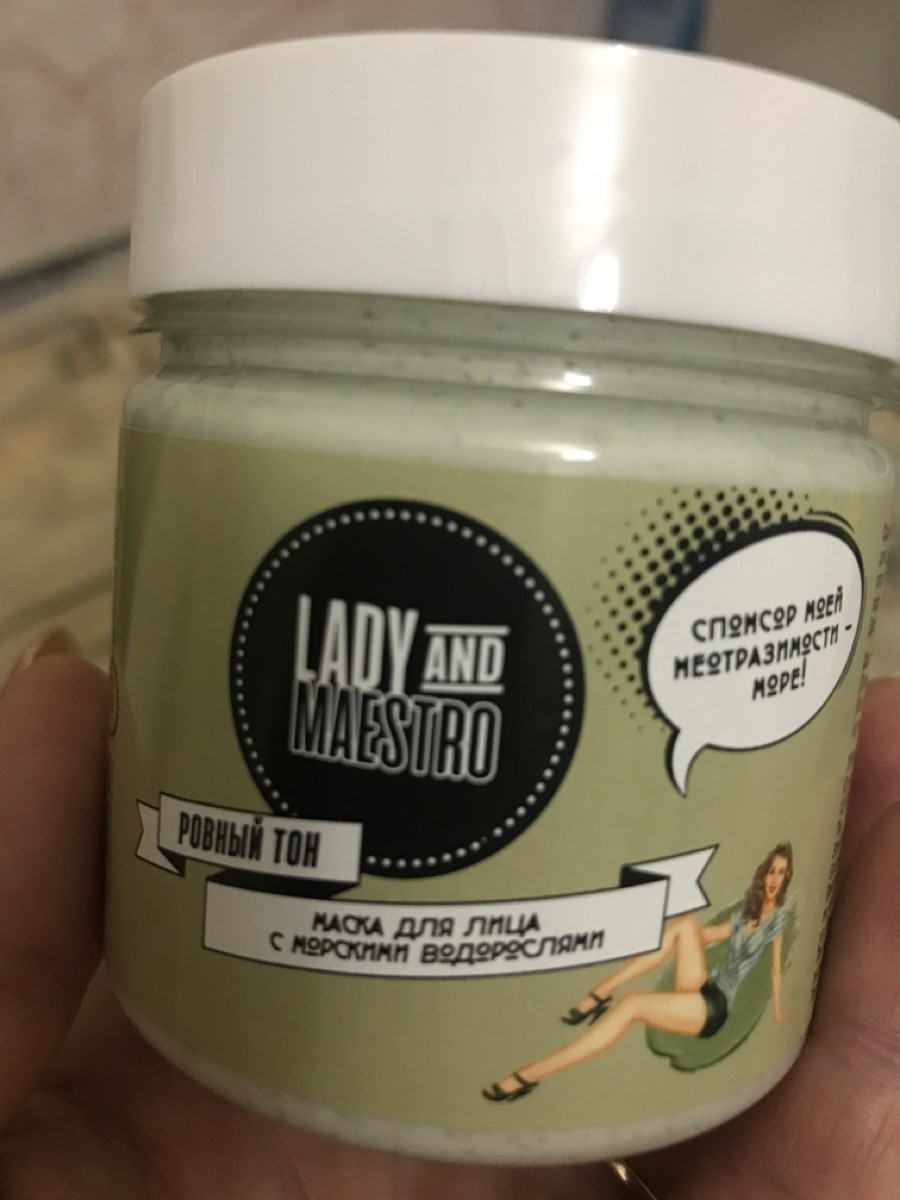 LADY AND
MAESTRO
СПОНСОР МОЕЙ
НЕОТРАЗИМОСТИ -
МОРЕ!
РОВНЫЙ ТОН
МАСКА ДЛЯ ЛИЦА
С МОРСКИМИ ВОДОРОСЛЯМИ